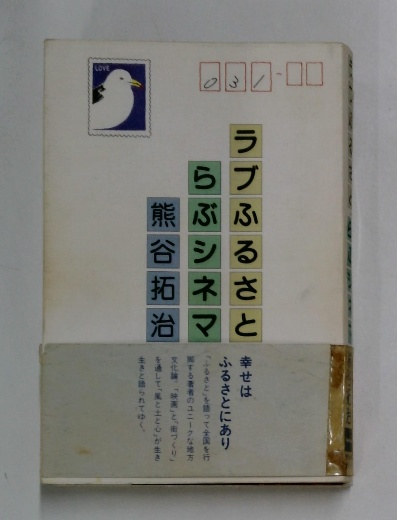 LOVE
031-
ラブふるさと
らぶシネマ
熊谷拓治
幸せは
ふるさとにあり
「ふるさと」を語って全国を行
脚する著者のユニークな地方
文化論。「映画」と「街づくり」
を通して「風と土と心」が生き
生きと語られてゆく。